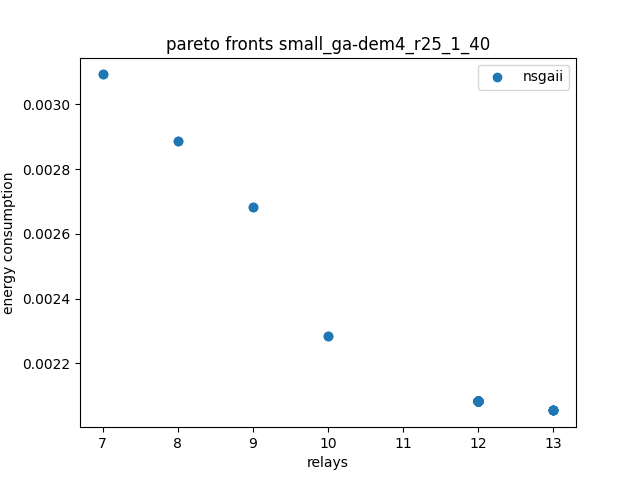 pareto fronts small_ga-dem4_r25_1_40
nsgaii
energy consumption
0.0030
0.0028
0.0026
0.0024
0.0022
7 8 9 10 11 12 13
relays